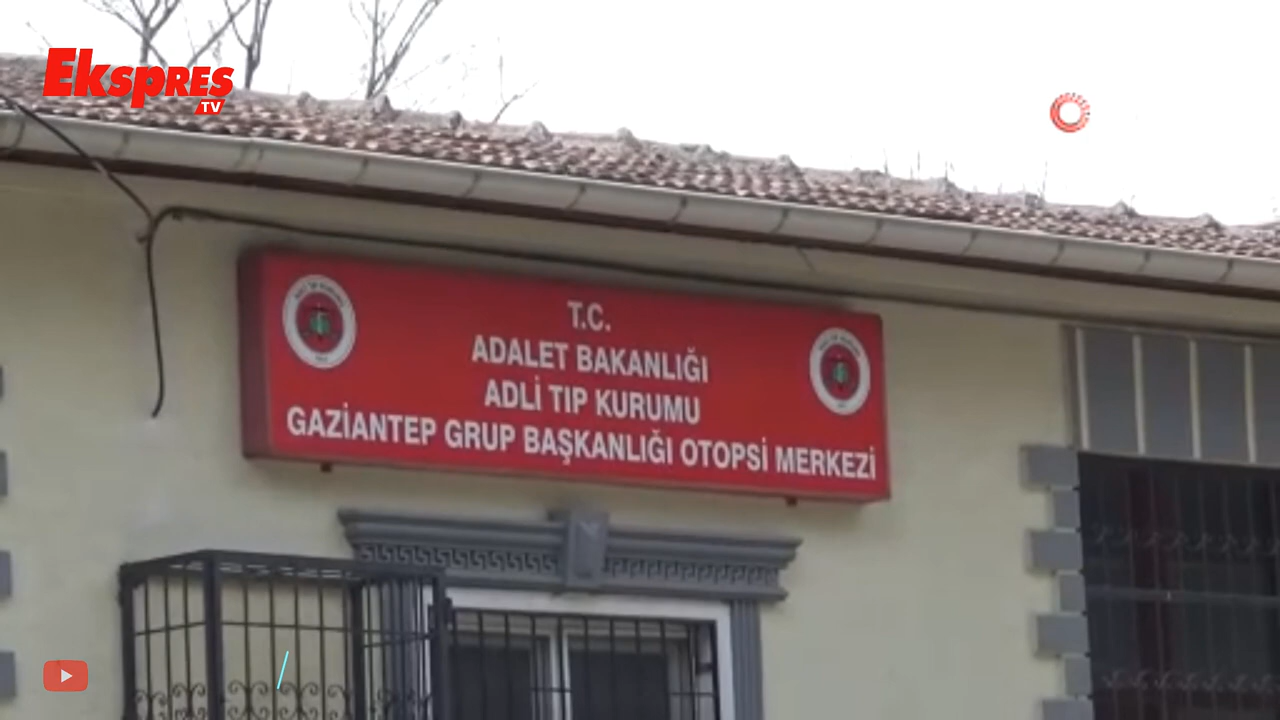 EksPRES
TV
T.C.
ADALET BAKANLIĞI
ADLİ TIP KURUMU
GAZİANTEP GRUP BAŞKANLIĞI OTOPSİ MERKEZİ